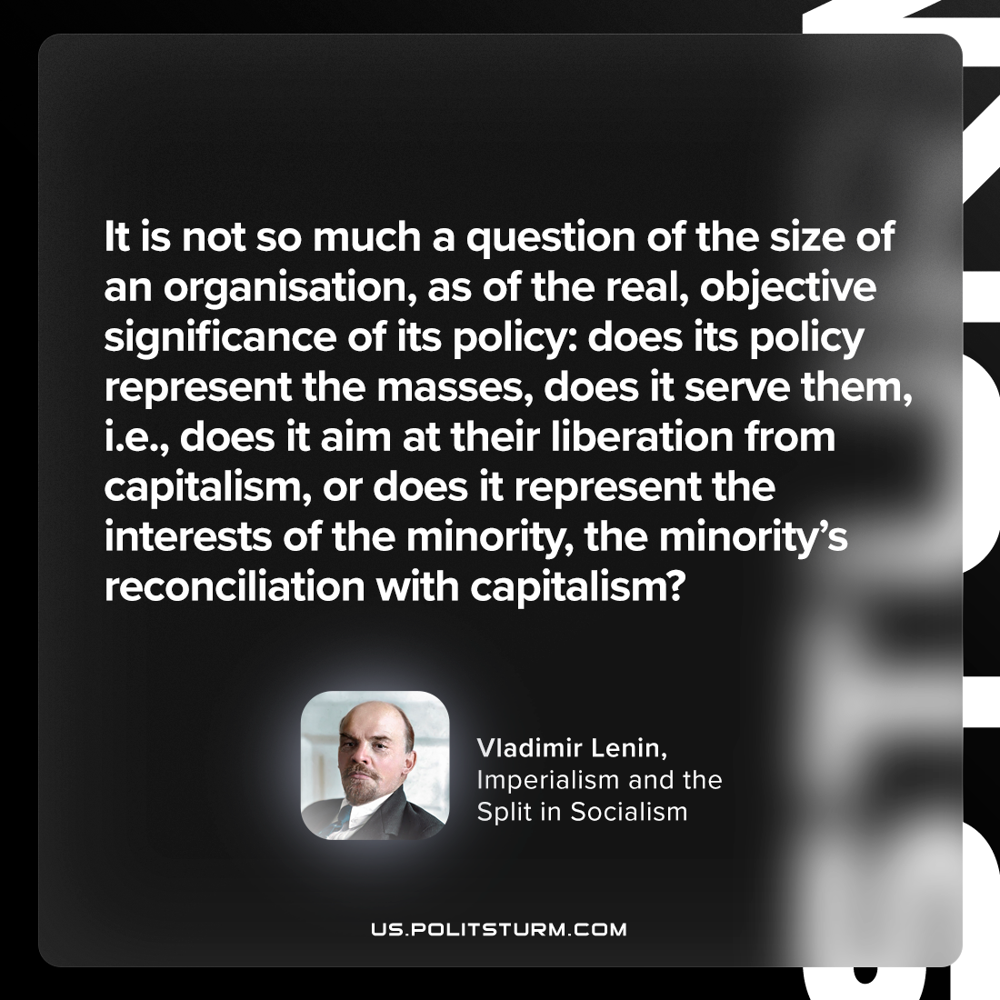 It is not so much a question of the size of
an organisation, as of the real, objective
significance of its policy: does its policy
represent the masses, does it serve them,
i.e., does it aim at their liberation from
capitalism, or does it represent the
interests of the minority, the minority’s
reconciliation with capitalism?
Vladimir Lenin,
Imperialism and the
Split in Socialism
US.POLITSTURM.COM